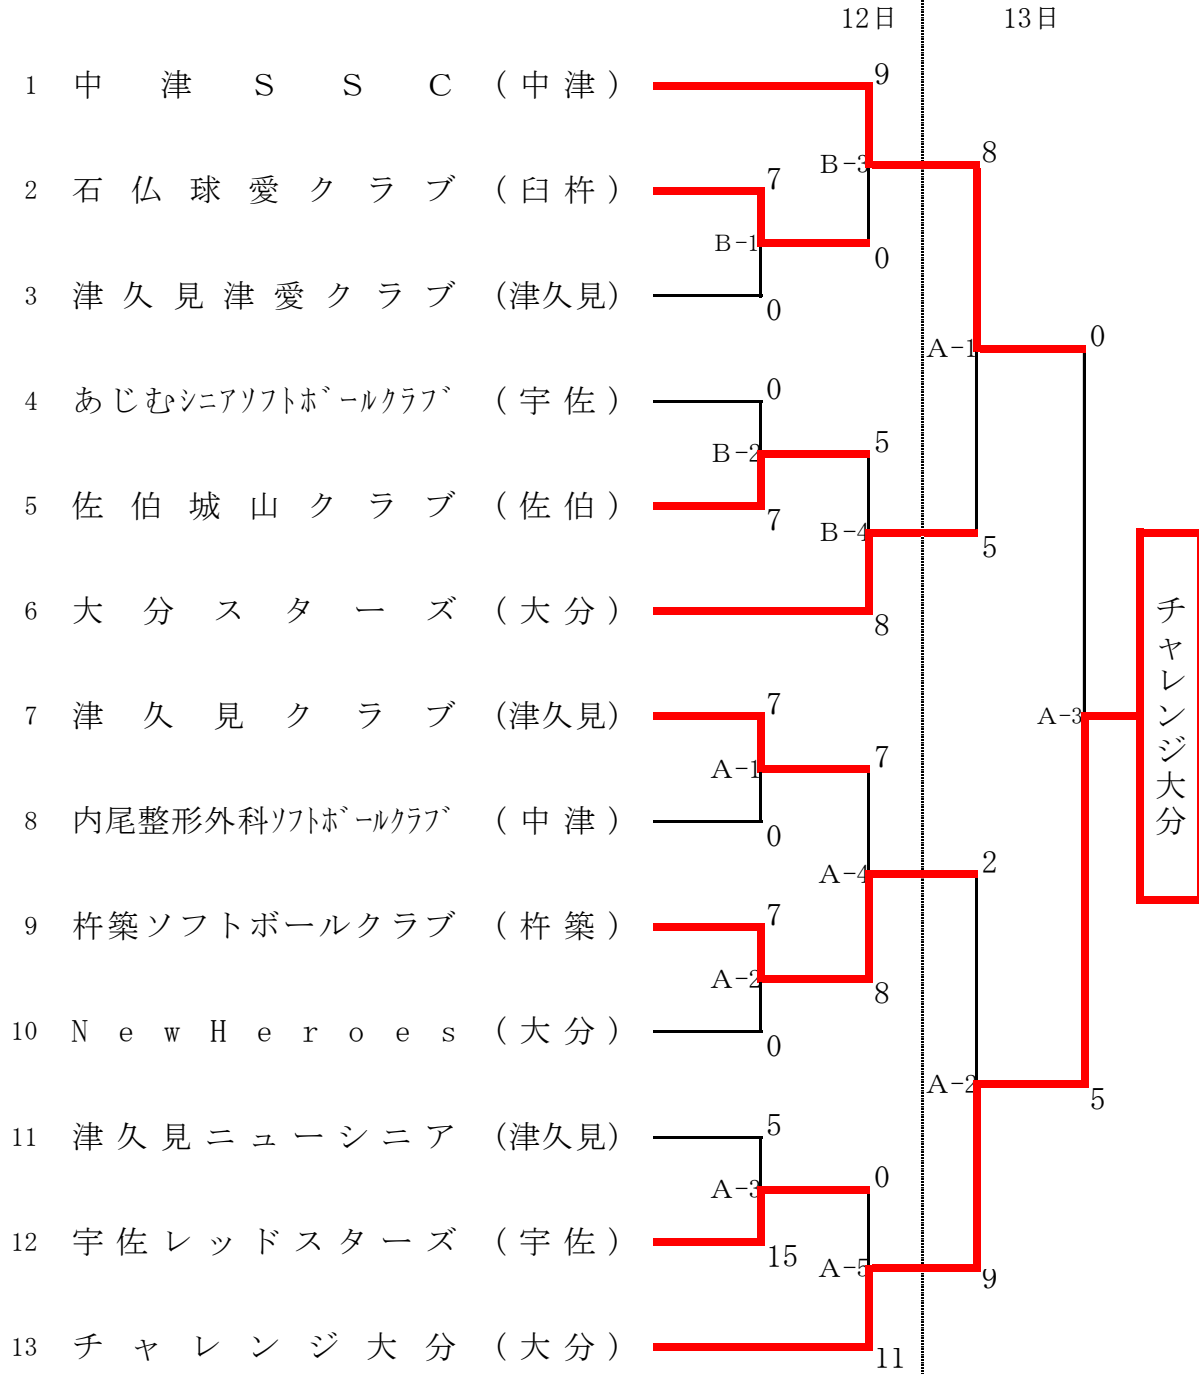 12日 13日
1 中津ＳＳＣ (中津) 9
8
B-3
2 石仏球愛クラブ (臼杵) 7
B-1
0
3 津久見津愛クラブ (津久見) 0
A-1 0
4 あじむシニアソフトボールクラブ (宇佐) 0
B-2 5
5 佐伯城山クラブ (佐伯) 7
B-4 5
6 大分スターズ (大分) 8
7 津久見クラブ (津久見) 7
A-3
A-1 7
8 内尾整形外科ソフトボールクラブ (中津) 0
A-4 2
9 杵築ソフトボールクラブ (杵築) 7
A-2 8
10 NewHeroes (大分) 0
A-2 5
11 津久見ニューシニア (津久見) 5
A-3 0
12 宇佐レッドスターズ (宇佐) 15
A-5 9
13 チャレンジ大分 (大分) 11
チャレンジ大分